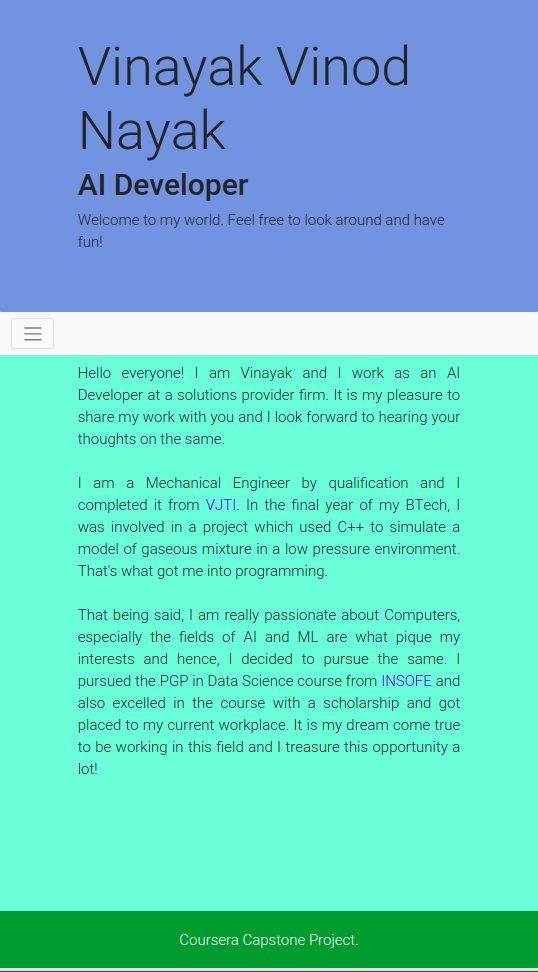 Vinayak Vinod
Nayak
AI Developer
Welcome to my world. Feel free to look around and have
fun!
Hello everyone! I am Vinayak and I work as an AI
Developer at a solutions provider firm. It is my pleasure to
share my work with you and I look forward to hearing your
thoughts on the same.
I am a Mechanical Engineer by qualification and I
completed it from VJTI. In the final year of my BTech, I
was involved in a project which used C++ to simulate a
model of gaseous mixture in a low pressure environment.
That's what got me into programming.
That being said, I am really passionate about Computers,
especially the fields of AI and ML are what pique my
interests and hence, I decided to pursue the same. I
pursued the PGP in Data Science course from INSOFE and
also excelled in the course with a scholarship and got
placed to my current workplace. It is my dream come true
to be working in this field and I treasure this opportunity a
lot!
Coursera Capstone Project.